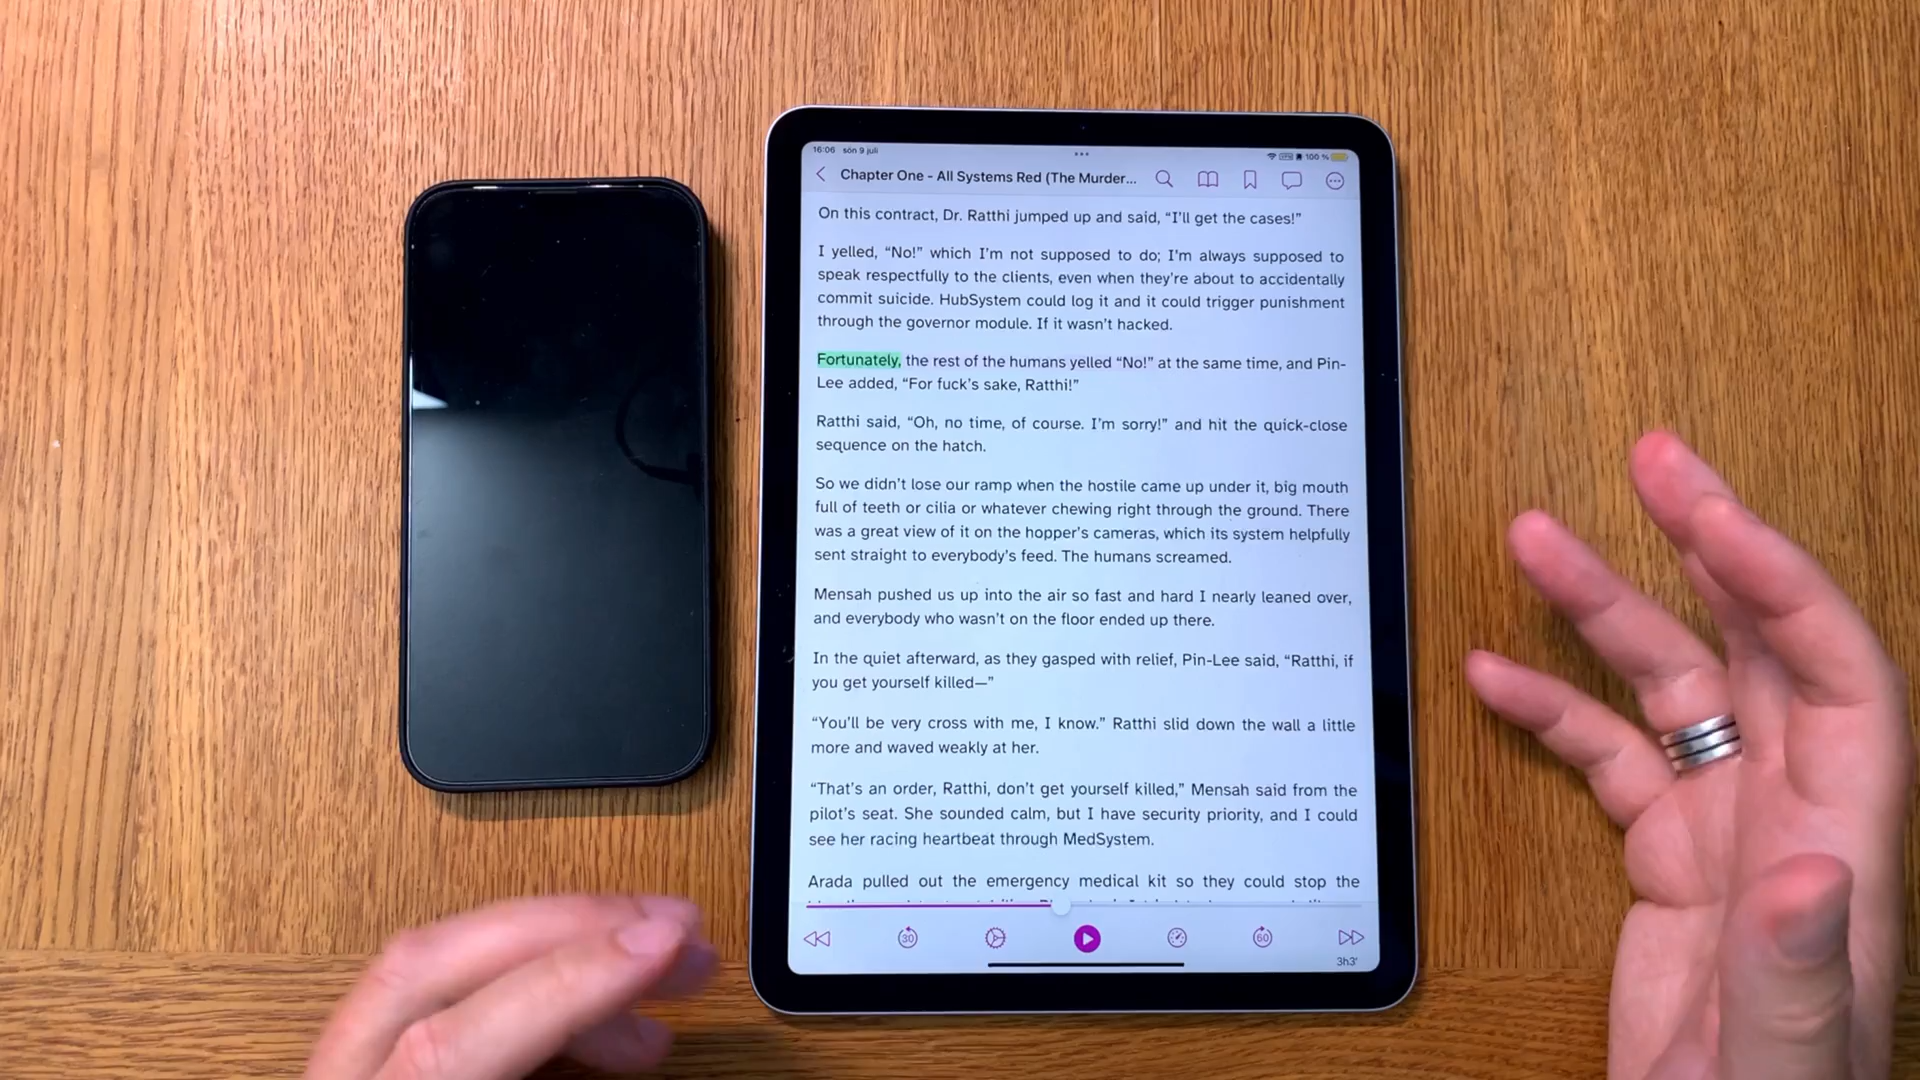 16:06 sön 9 juli
100 %
Chapter One - All Systems Red (The Murder...
On this contract, Dr. Ratthi jumped up and said, “I’ll get the cases!”
I yelled, “No!” which I’m not supposed to do; I’m always supposed to
speak respectfully to the clients, even when they’re about to accidentally
commit suicide. HubSystem could log it and it could trigger punishment
through the governor module. If it wasn’t hacked.
Fortunately, the rest of the humans yelled “No!” at the same time, and Pin-
Lee added, “For fuck’s sake, Ratthi!”
Ratthi said, “Oh, no time, of course. I’m sorry!” and hit the quick-close
sequence on the hatch.
So we didn’t lose our ramp when the hostile came up under it, big mouth
full of teeth or cilia or whatever chewing right through the ground. There
was a great view of it on the hopper’s cameras, which its system helpfully
sent straight to everybody’s feed. The humans screamed.
Mensah pushed us up into the air so fast and hard I nearly leaned over,
and everybody who wasn’t on the floor ended up there.
In the quiet afterward, as they gasped with relief, Pin-Lee said, “Ratthi, if
you get yourself killed—”
“You’ll be very cross with me, I know.” Ratthi slid down the wall a little
more and waved weakly at her.
“That’s an order, Ratthi, don’t get yourself killed,” Mensah said from the
pilot’s seat. She sounded calm, but I have security priority, and I could
see her racing heartbeat through MedSystem.
Arada pulled out the emergency medical kit so they could stop the
30
60
3h3'